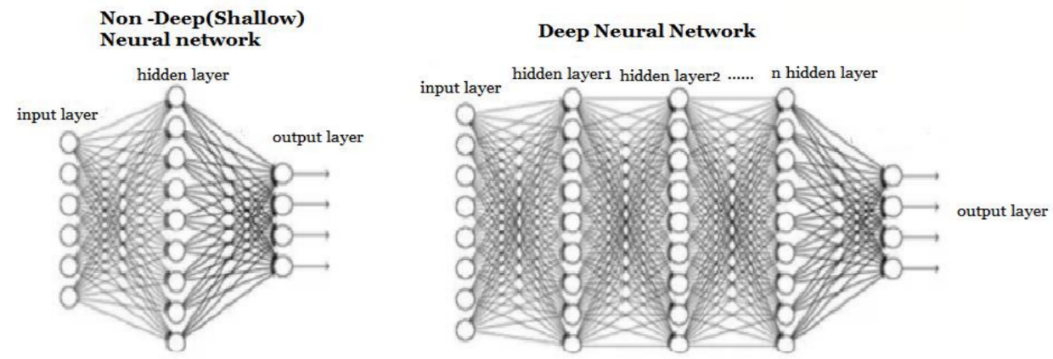 Non -Deep(Shallow)
Neural network
hidden layer
input layer
output layer
Deep Neural Network
hidden layer1 hidden layer2 ...... n hidden layer
input layer
output layer